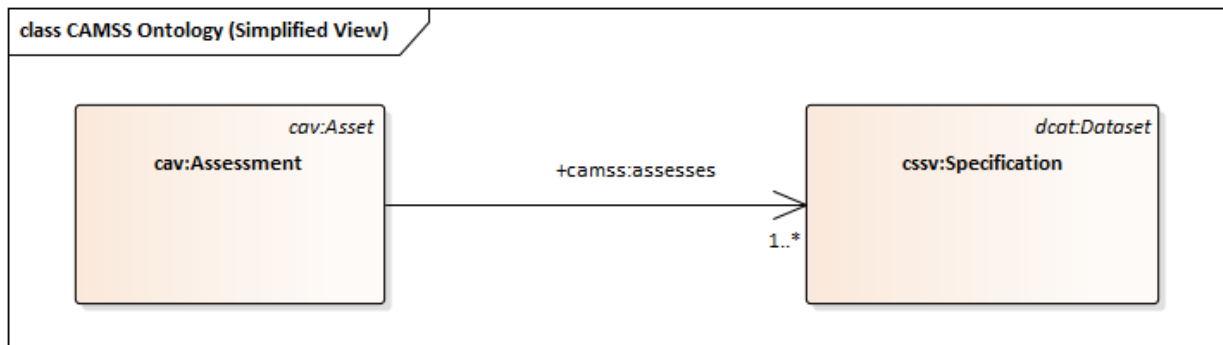 class CAMSS Ontology (Simplified View)
cav:Asset
cav:Assessment
+camss:assesses
1..*
dcat:Dataset
cssv:Specification